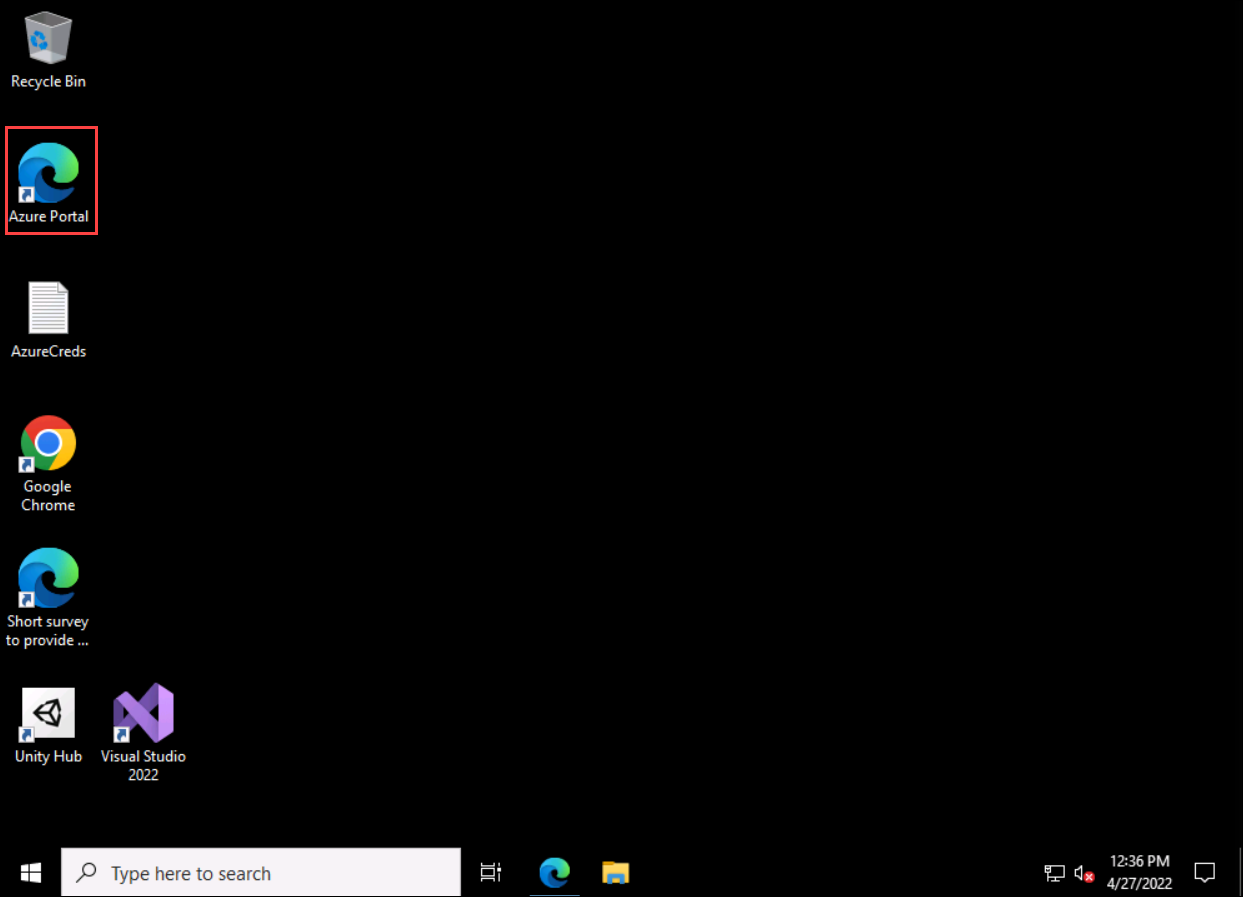 Recycle Bin
Azure Portal
AzureCreds
Google
Chrome
Short survey
to provide ...
Unity Hub
Visual Studio
2022
Type here to search
12:36 PM
4/27/2022